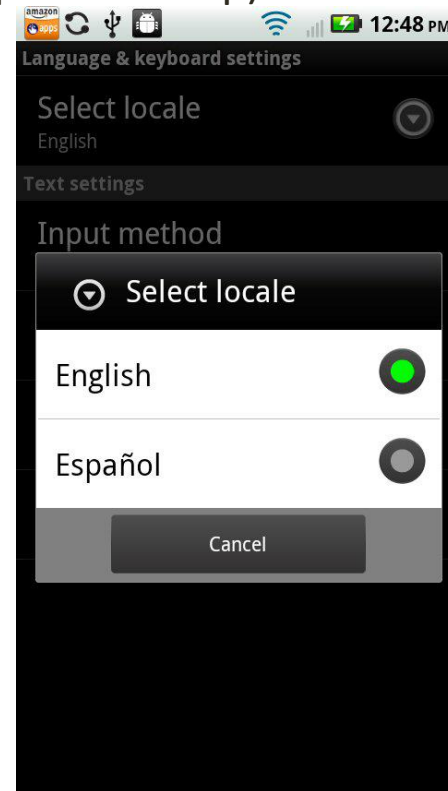 amazon
apps
12:48 PM
Language & keyboard settings
Select locale
English
Text settings
Input method
Select locale
English
Español
Cancel